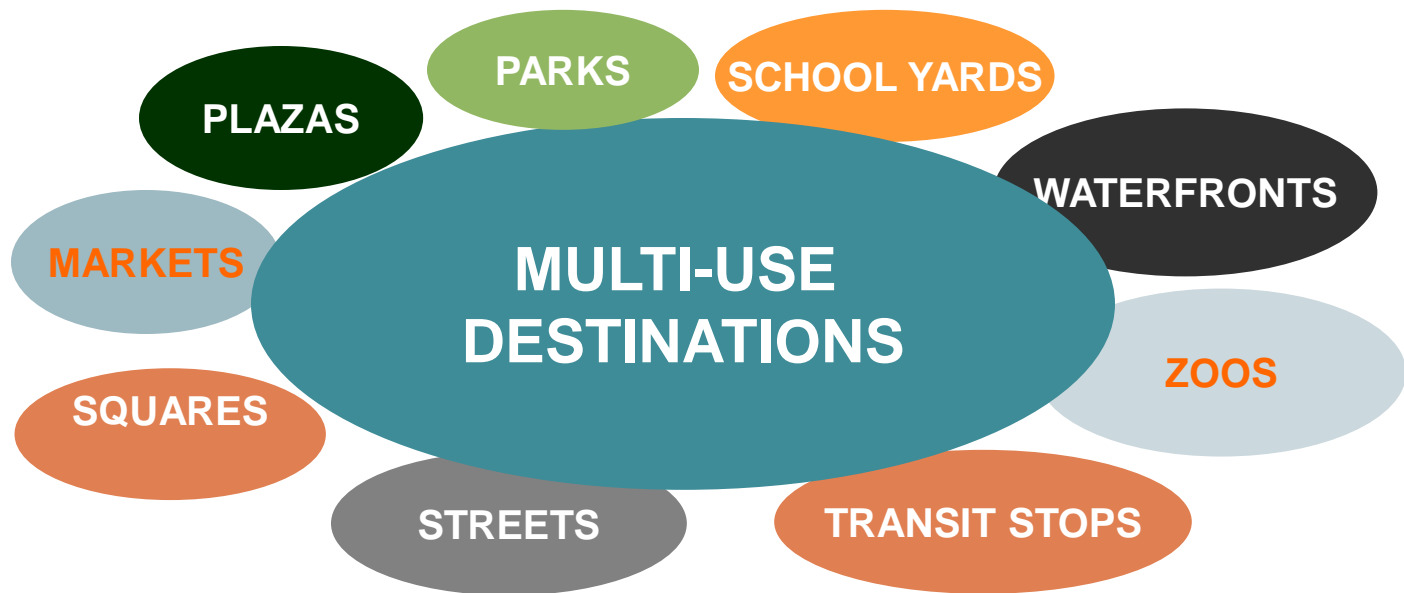 PARKS
SCHOOL YARDS
PLAZAS
WATERFRONTS
MARKETS
MULTI-USE
DESTINATIONS
ZOOS
SQUARES
STREETS
TRANSIT STOPS